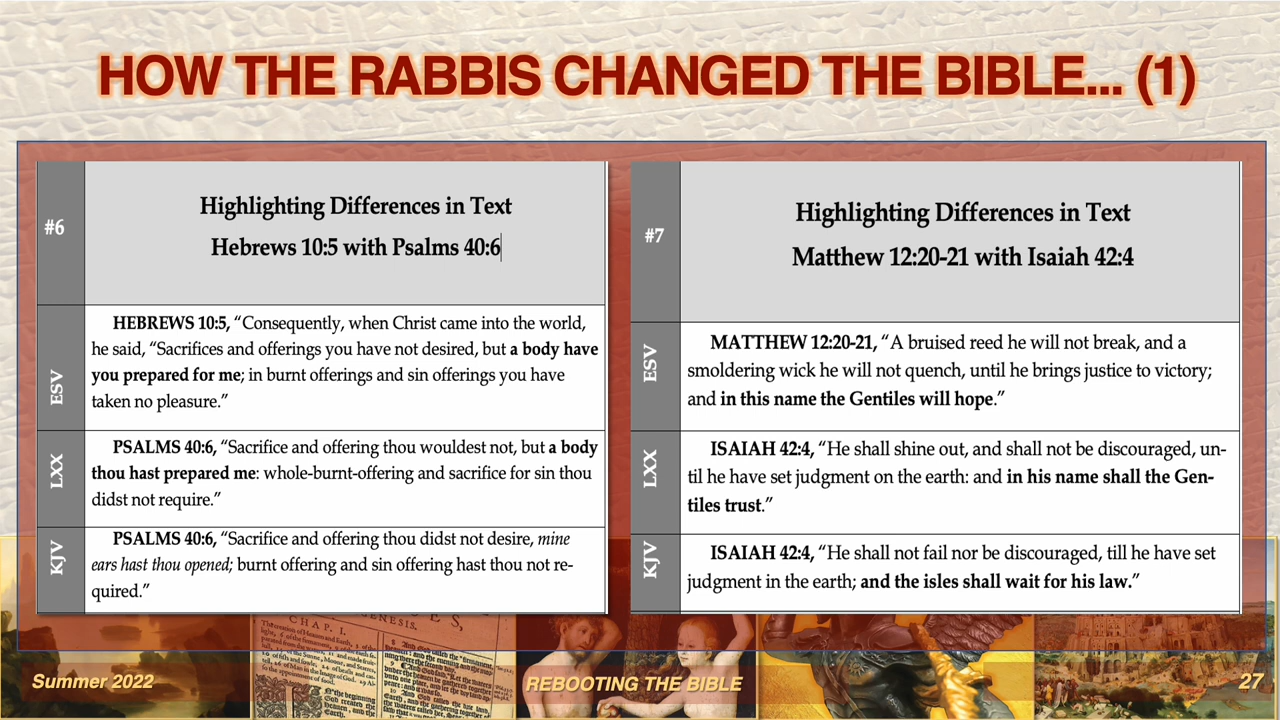 HOW THE RABBIS CHANGED THE BIBLE... (1)
#6
Highlighting Differences in Text
Hebrews 10:5 with Psalms 40:6
ESV
HEBREWS 10:5, “Consequently, when Christ came into the world,
he said, “Sacrifices and offerings you have not desired, but a body have
you prepared for me; in burnt offerings and sin offerings you have
taken no pleasure.”
LXX
PSALMS 40:6, “Sacrifice and offering thou wouldest not, but a body
thou hast prepared me: whole-burnt-offering and sacrifice for sin thou
didst not require.”
KJV
PSALMS 40:6, “Sacrifice and offering thou didst not desire, mine
ears hast thou opened; burnt offering and sin offering hast thou not re-
quired.”
#7
Highlighting Differences in Text
Matthew 12:20-21 with Isaiah 42:4
ESV
MATTHEW 12:20-21, “A bruised reed he will not break, and a
smoldering wick he will not quench, until he brings justice to victory;
and in this name the Gentiles will hope.”
LXX
ISAIAH 42:4, “He shall shine out, and shall not be discouraged, un-
til he have set judgment on the earth: and in his name shall the Gen-
tiles trust.”
KJV
ISAIAH 42:4, “He shall not fail nor be discouraged, till he have set
judgment in the earth; and the isles shall wait for his law.”
GENESIS.
CHAP. I.
Summer 2022
REBOOTING THE BIBLE
27